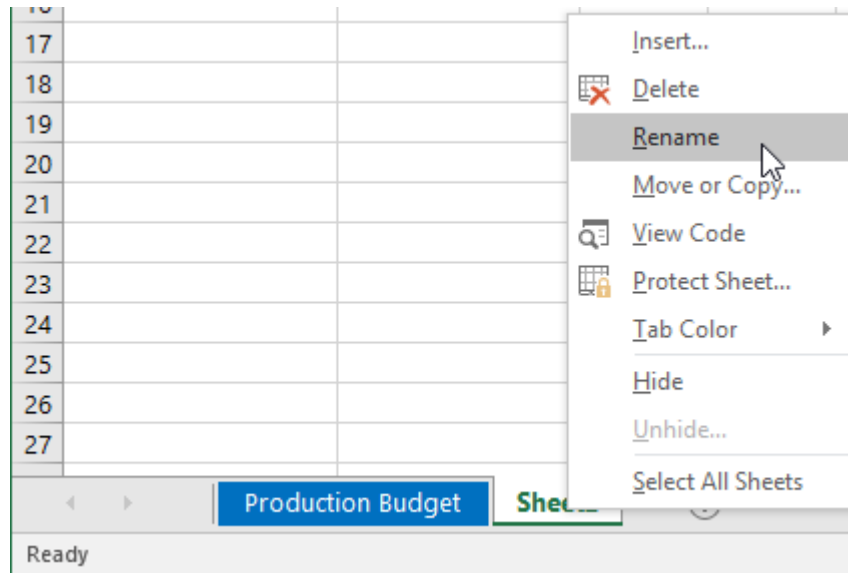 17
Insert...
18
Delete
19
Rename
20
Move or Copy...
21
22
View Code
23
Protect Sheet...
24
Tab Color
25
Hide
26
Unhide...
27
Select All Sheets
Production Budget
Ready